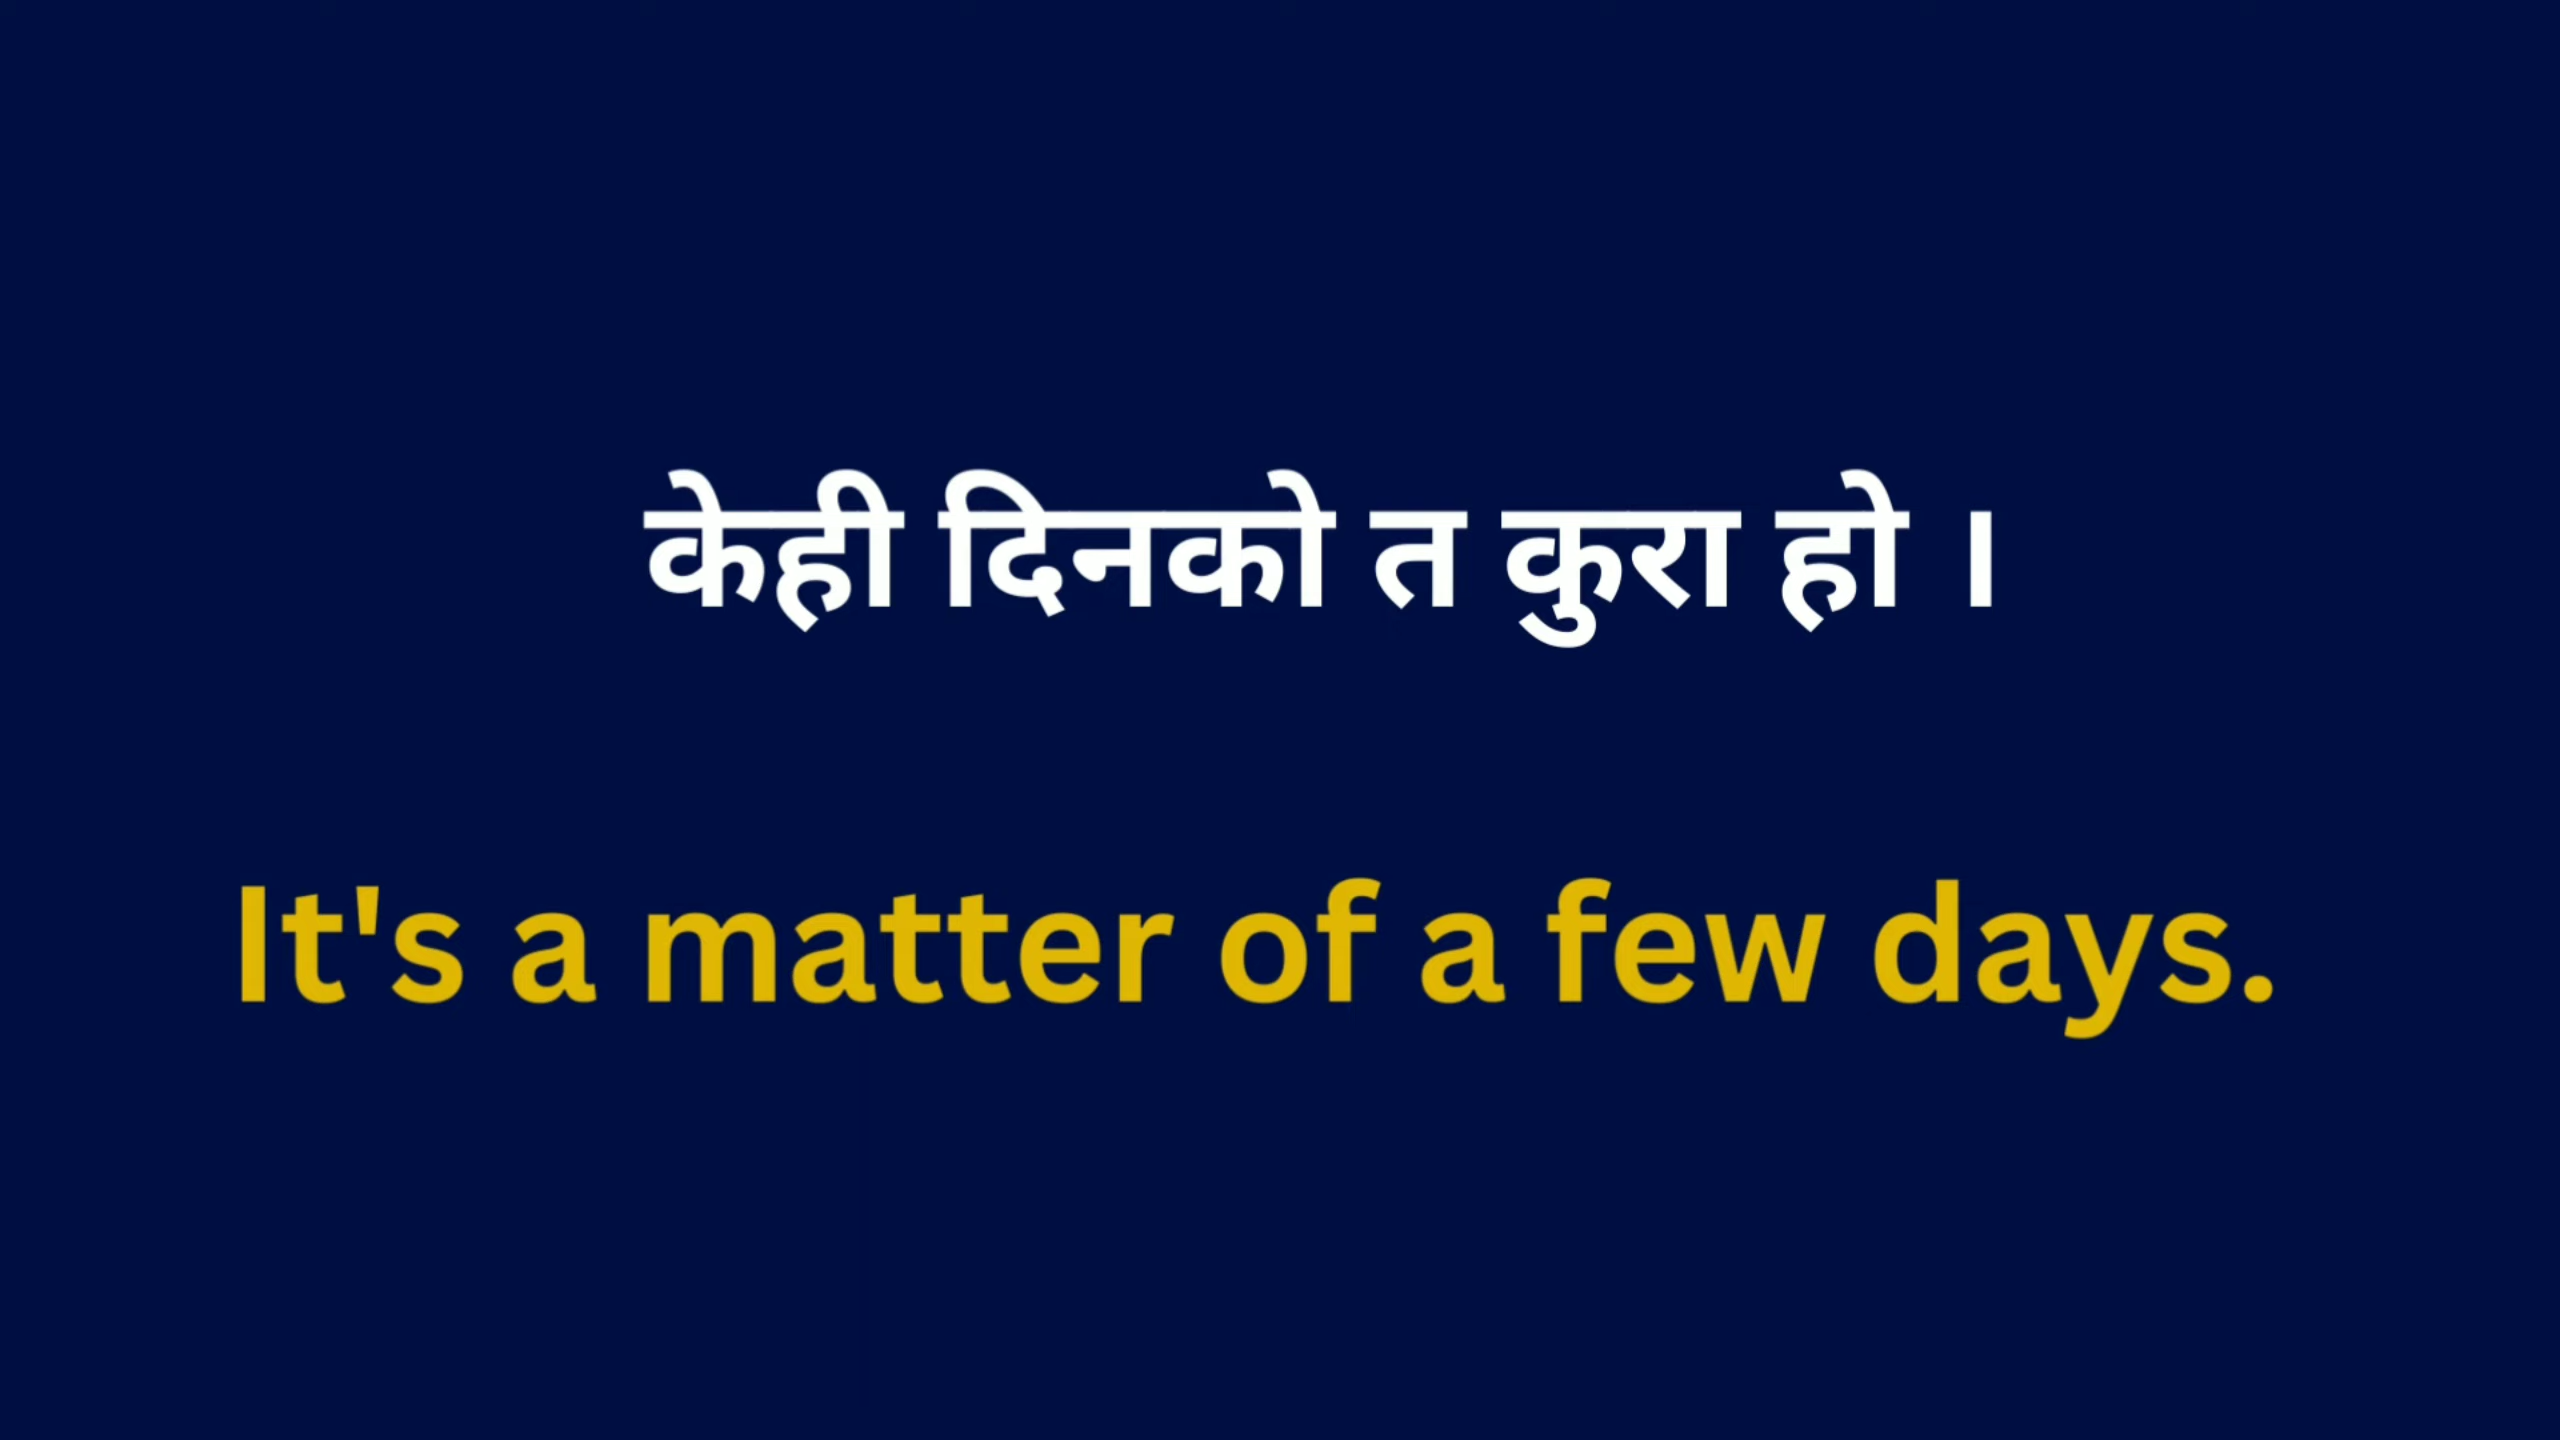 केही दिनको त कुरा हो ।
It's a matter of a few days.